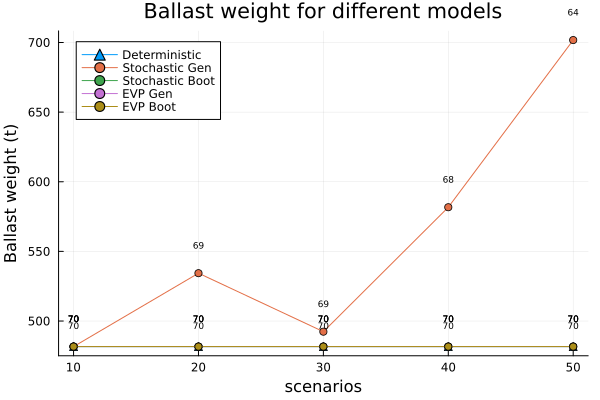 Ballast weight for different models
64
700
Deterministic
Stochastic Gen
Stochastic Boot
EVP Gen
EVP Boot
650
Ballast weight (t)
600
68
550
69
69
500
70 70 70 70 70
70 70 70 70 70
10 20 30 40 50
scenarios